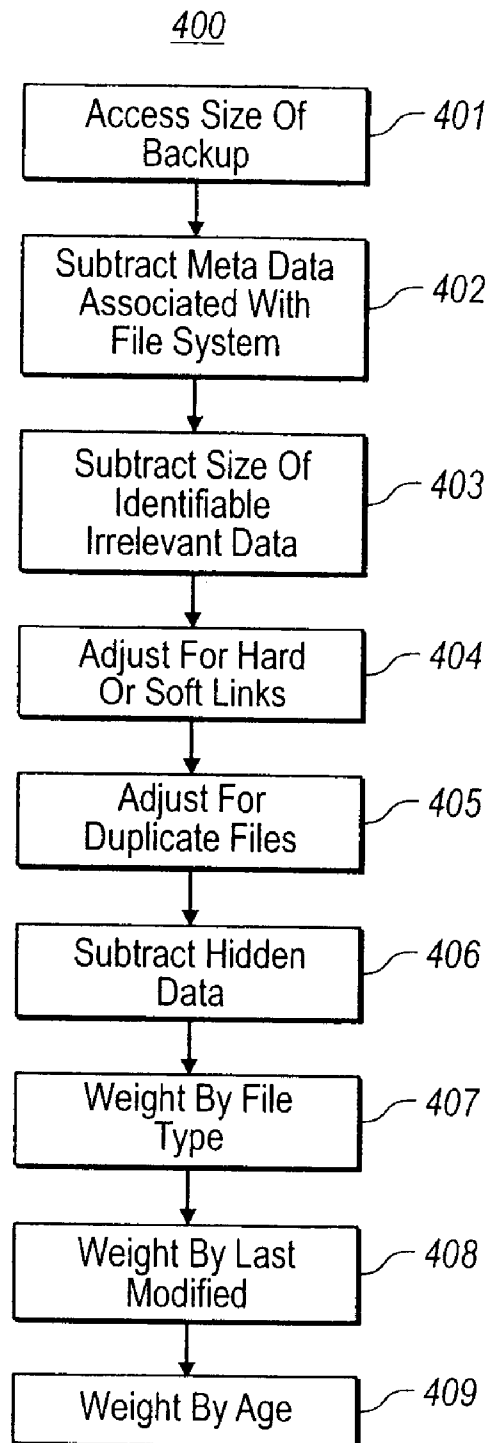 400
Access Size Of
Backup
401
Subtract Meta Data
Associated With
File System
402
Subtract Size Of
Identifiable
Irrelevant Data
403
Adjust For Hard
Or Soft Links
404
Adjust For
Duplicate Files
405
Subtract Hidden
Data
406
Weight By File
Type
407
Weight By Last
Modified
408
Weight By Age
409